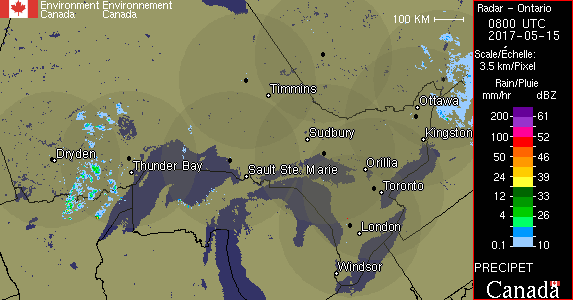 Environment Environnement
Canada Canada
100 KM
Timmins
Ottawa
Sudbury
Kingston
Dryden
Thunder Bay
Sault Ste. Marie
Orillia
Toronto
London
Windsor
Radar - Ontario
0800 UTC
2017-05-15
Scale/Échelle:
3.5 km/Pixel
Rain/Pluie
mm/hr dBZ
200 61
100 52
50 46
24 39
12 33
4 26
0.1 10
PRECIPET
Canada